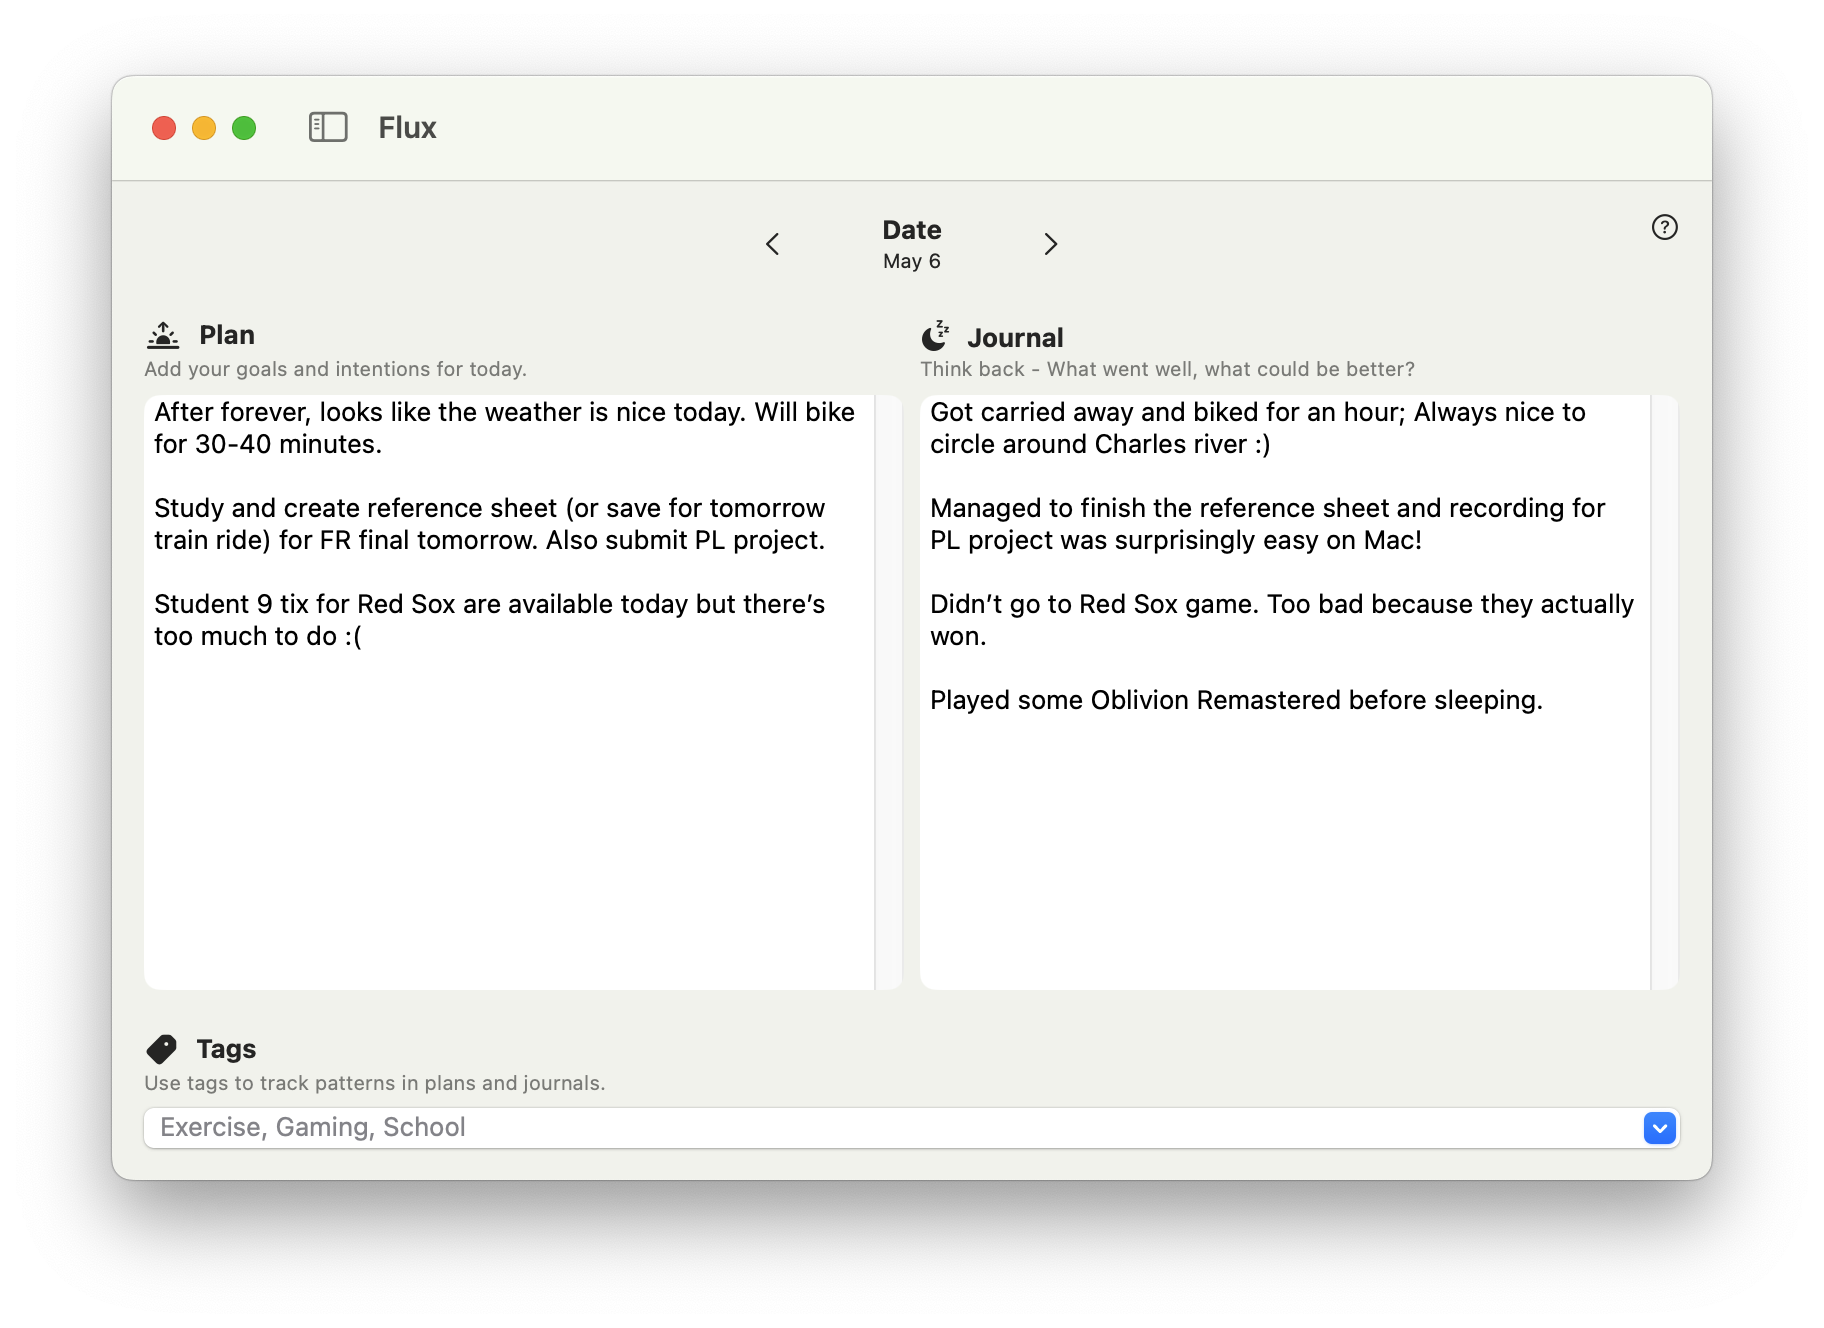 Flux
Date
May 6
?
Plan
Add your goals and intentions for today.
After forever, looks like the weather is nice today. Will bike
for 30-40 minutes.
Study and create reference sheet (or save for tomorrow
train ride) for FR final tomorrow. Also submit PL project.
Student 9 tix for Red Sox are available today but there’s
too much to do :(
zzz
Journal
Think back - What went well, what could be better?
Got carried away and biked for an hour; Always nice to
circle around Charles river :)
Managed to finish the reference sheet and recording for
PL project was surprisingly easy on Mac!
Didn’t go to Red Sox game. Too bad because they actually
won.
Played some Oblivion Remastered before sleeping.
Tags
Use tags to track patterns in plans and journals.
Exercise, Gaming, School